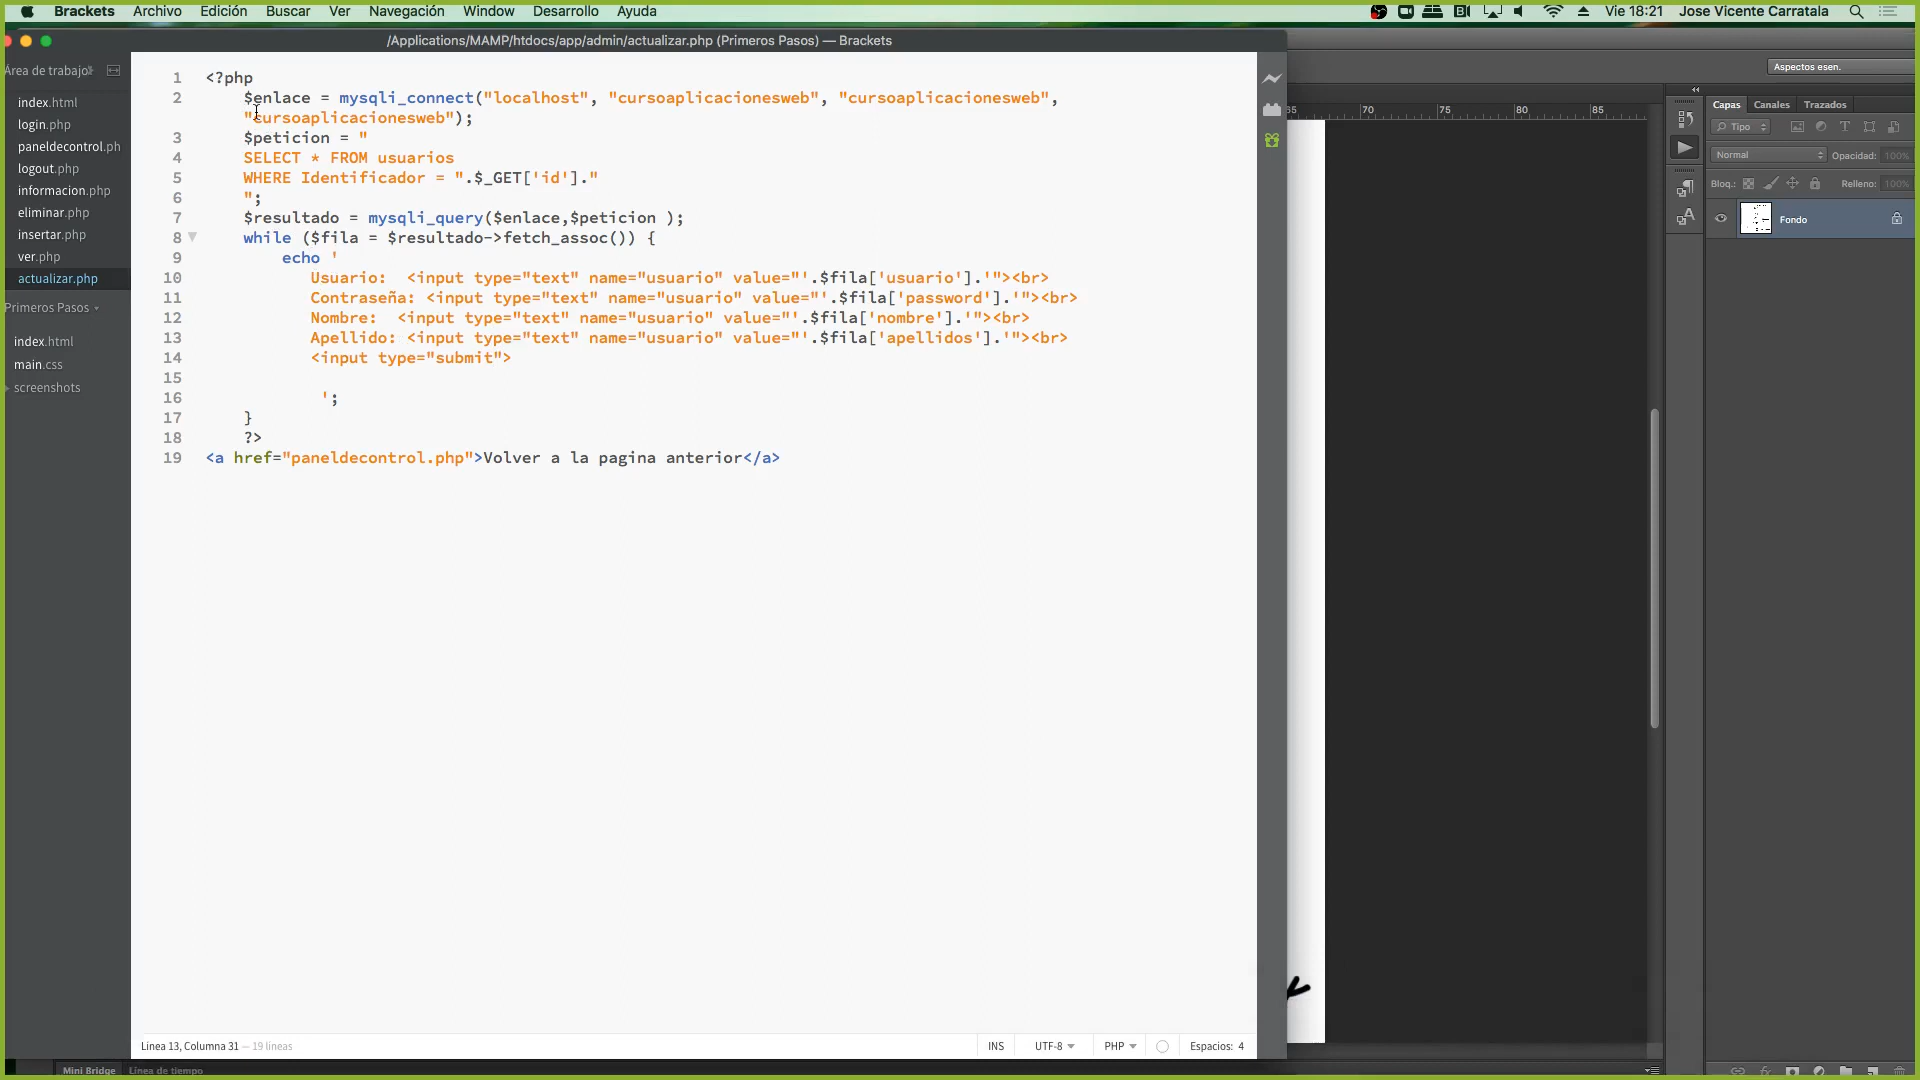 Brackets Archivo Edición Buscar Ver Navegación Window Desarrollo Ayuda Vie 18:21 Jose Vicente Carratala
/Applications/MAMP/htdocs/app/admin/actualizar.php (Primeros Pasos) — Brackets
Área de trabajo
index.html
login.php
paneldecontrol.ph
logout.php
informacion.php
eliminar.php
insertar.php
ver.php
actualizar.php
Primeros Pasos
index.html
main.css
screenshots
1 <?php
2 $enlace = mysqli_connect("localhost", "cursoaplicacionesweb", "cursoaplicacionesweb",
"cursoaplicacionesweb");
3 $peticion = "
4 SELECT * FROM usuarios
5 WHERE Identificador = ".$_GET['id']."
6 ";
7 $resultado = mysqli_query($enlace,$peticion );
8 while ($fila = $resultado->fetch_assoc()) {
9 echo '
10 Usuario:  <input type="text" name="usuario" value="'.$fila['usuario'].'"><br>
11 Contraseña: <input type="text" name="usuario" value="'.$fila['password'].'"><br>
12 Nombre:  <input type="text" name="usuario" value="'.$fila['nombre'].'"><br>
13 Apellido: <input type="text" name="usuario" value="'.$fila['apellidos'].'"><br>
14 <input type="submit">
15
16 ';
17 }
18 ?>
19 <a href="paneldecontrol.php">Volver a la pagina anterior</a>
Linea 13, Columna 31 — 19 lineas
INS UTF-8 PHP Espacios: 4
Mini Bridge Línea de tiempo
65 70 75 80 85
Aspectos esen.
Capas Canales Trazados
Tipo
Normal Opacidad: 100%
Bloq.: Relleno: 100%
Fondo